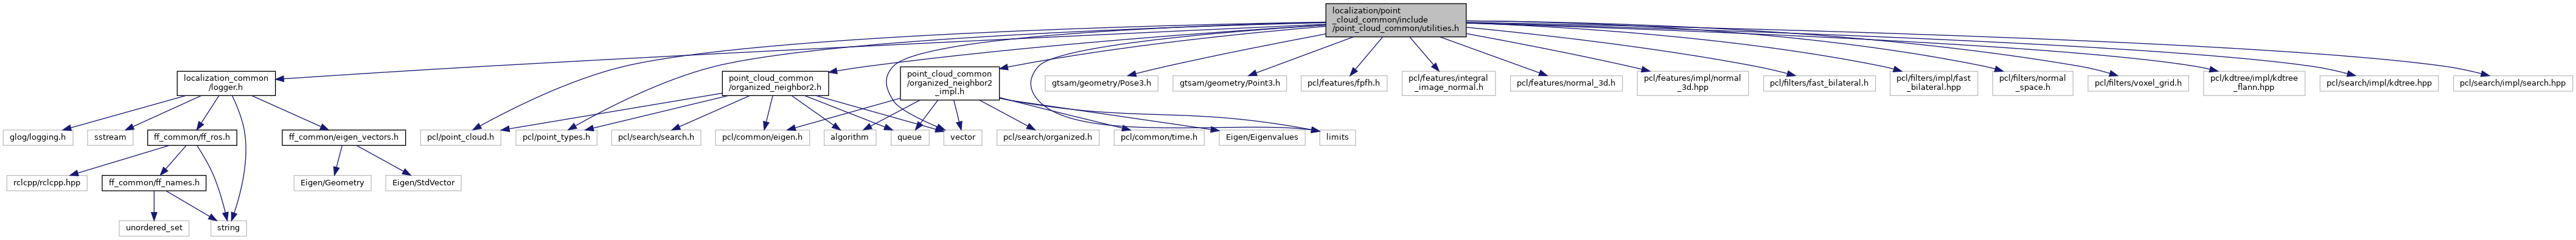 localization/point
_cloud_common/include
/point_cloud_common/utilities.h
localization_common
/logger.h
point_cloud_common
/organized_neighbor2.h
point_cloud_common
/organized_neighbor2
_impl.h
gtsam/geometry/Pose3.h
gtsam/geometry/Point3.h
pcl/features/fpfh.h
pcl/features/integral
_image_normal.h
pcl/features/normal_3d.h
pcl/features/impl/normal
_3d.hpp
pcl/filters/fast_bilateral.h
pcl/filters/impl/fast
_bilateral.hpp
pcl/filters/normal
_space.h
pcl/filters/voxel_grid.h
pcl/kdtree/impl/kdtree
_flann.hpp
pcl/search/impl/kdtree.hpp
pcl/search/impl/search.hpp
glog/logging.h
sstream
ff_common/ff_ros.h
ff_common/eigen_vectors.h
pcl/point_cloud.h
pcl/point_types.h
pcl/search/search.h
pcl/common/eigen.h
algorithm
queue
vector
pcl/search/organized.h
pcl/common/time.h
Eigen/Eigenvalues
limits
rclcpp/rclcpp.hpp
ff_common/ff_names.h
Eigen/Geometry
Eigen/StdVector
unordered_set
string